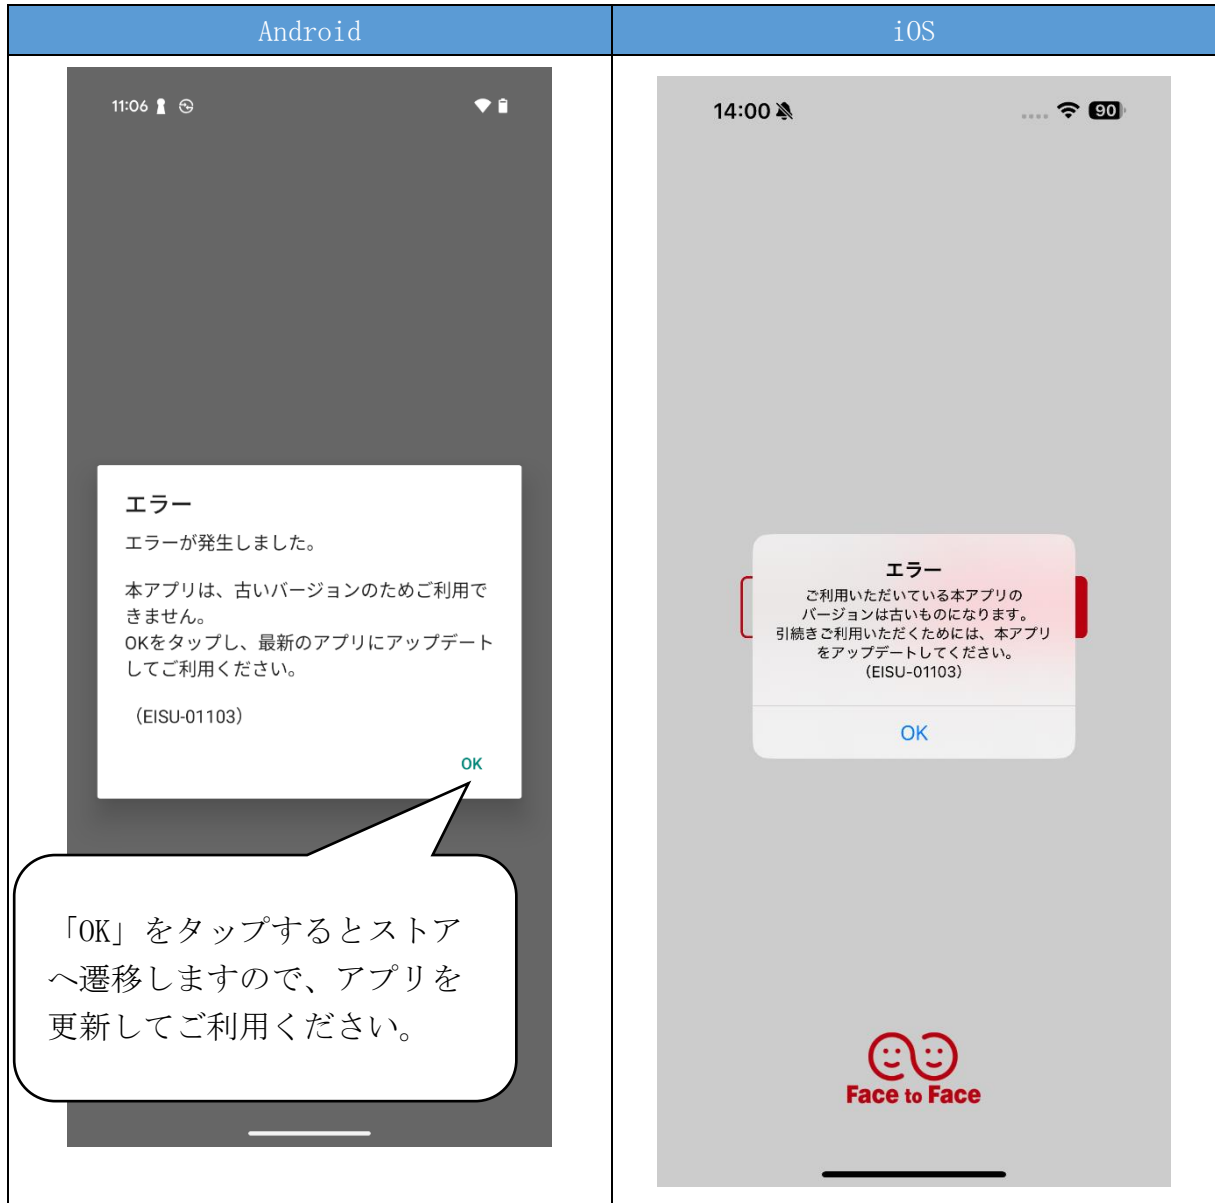 Android
iOS
11:06
エラー
エラーが発生しました。
本アプリは、古いバージョンのためご利用で
きません。
OKをタップし、最新のアプリにアップデート
してご利用ください。
（EISU-01103）
OK
「OK」をタップするとストア
へ遷移しますので、アプリを
更新してご利用ください。
14:00
90
エラー
ご利用いただいている本アプリの
バージョンは古いものになります。
引続きご利用いただくためには、本アプリ
をアップデートしてください。
（EISU-01103）
OK
Face to Face